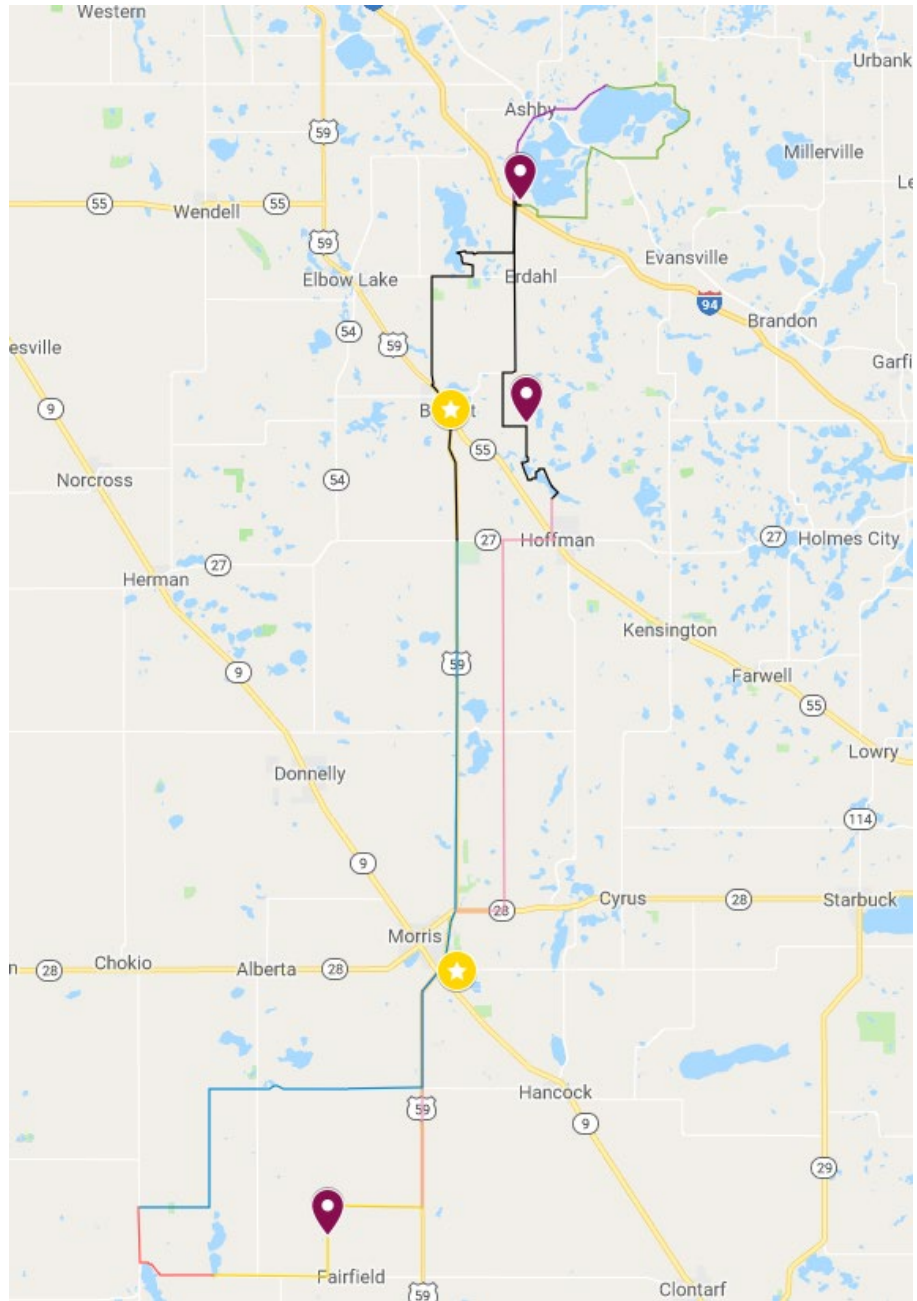 Western
59
Urbank
Ashby
Millerville
55
Wendell
55
59
Evansville
Elbow Lake
Erdahl
94
Brandon
54
59
esville
Garfi
9
B t
55
Norcross
54
27
Hoffman
27
Holmes City
27
Herman
Kensington
59
9
Farwell
55
Lowry
Donnelly
114
9
Cyrus
28
Starbuck
28
Morris
Chokio
28
Alberta
28
Hancock
59
9
29
Fairfield
59
Clontarf